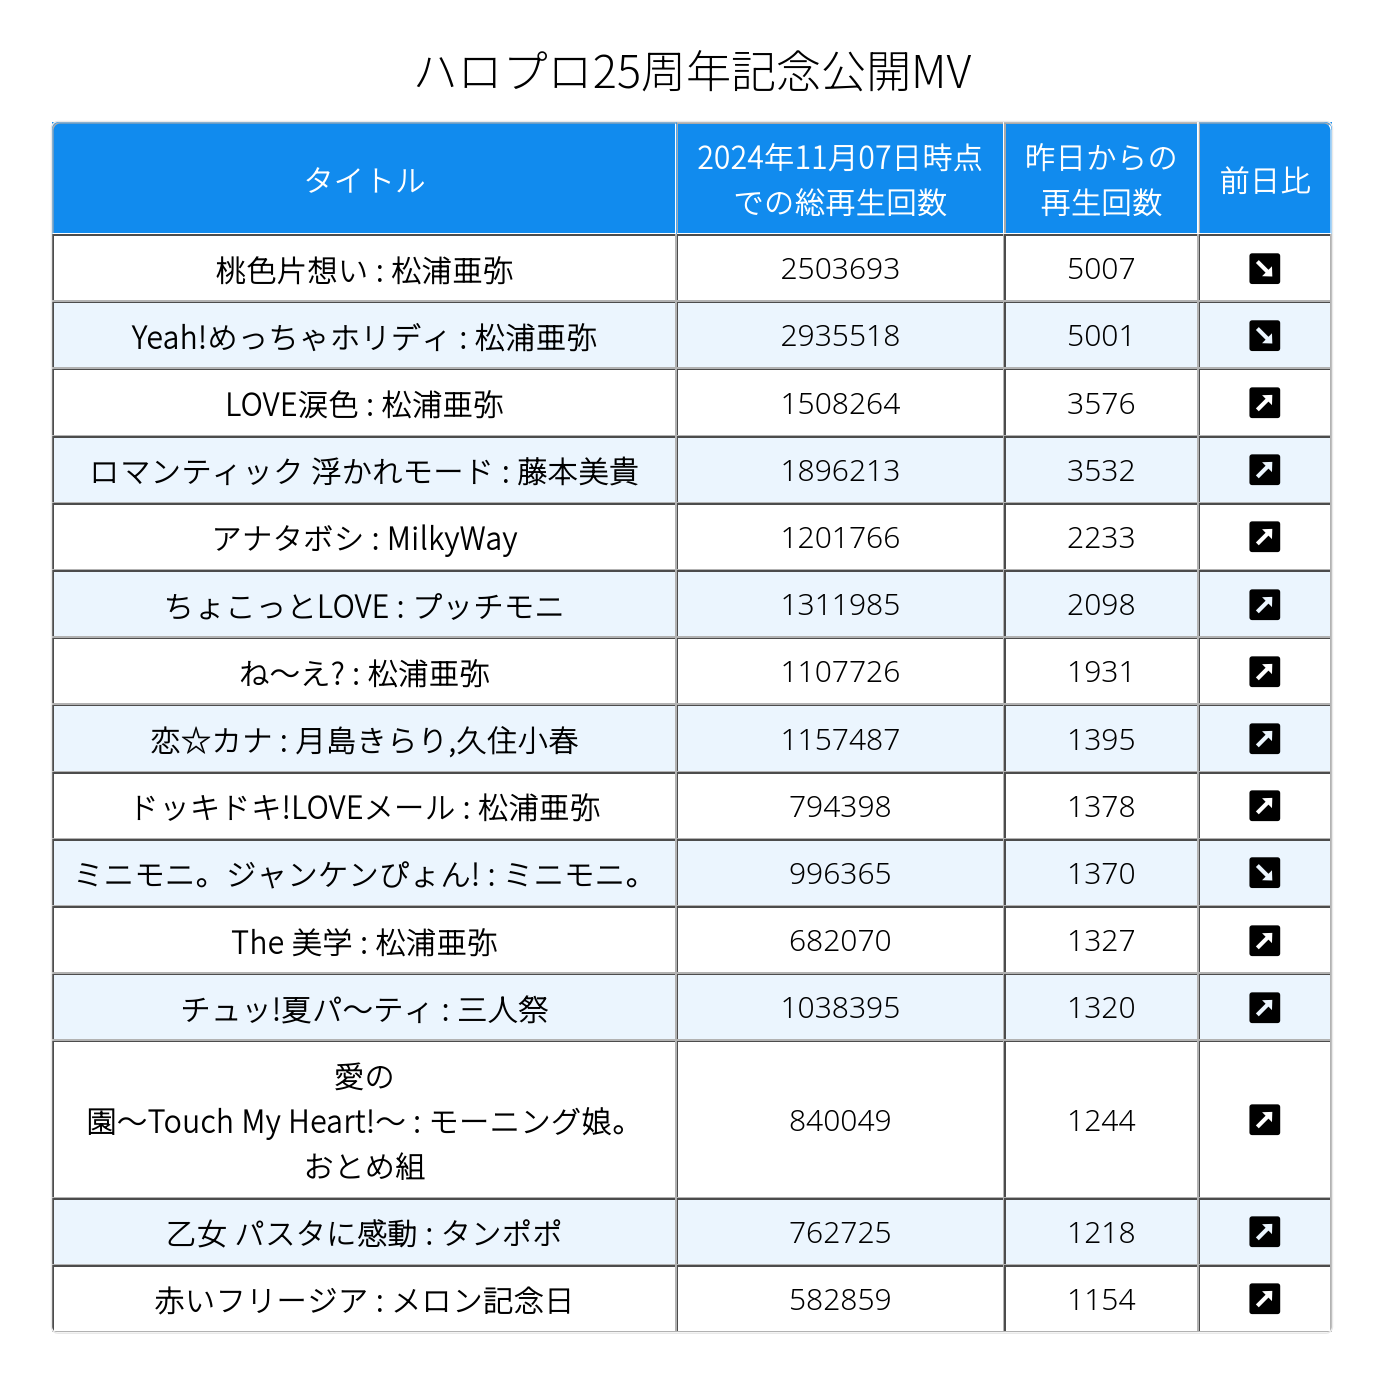 ハロプロ25周年記念公開MV
タイトル
2024年11月07日時点
での総再生回数
昨日からの
再生回数
前日比
桃色片想い : 松浦亜弥 2503693 5007 ↘
Yeah!めっちゃホリディ : 松浦亜弥 2935518 5001 ↘
LOVE涙色 : 松浦亜弥 1508264 3576 ↗
ロマンティック 浮かれモード : 藤本美貴 1896213 3532 ↗
アナタボシ : MilkyWay 1201766 2233 ↗
ちょこっとLOVE : プッチモニ 1311985 2098 ↗
ね〜え? : 松浦亜弥 1107726 1931 ↗
恋☆カナ : 月島きらり,久住小春 1157487 1395 ↗
ドッキドキ!LOVEメール : 松浦亜弥 794398 1378 ↗
ミニモニ。ジャンケンぴょん! : ミニモニ。 996365 1370 ↘
The 美学 : 松浦亜弥 682070 1327 ↗
チュッ!夏パ〜ティ : 三人祭 1038395 1320 ↗
愛の
園〜Touch My Heart!〜 : モーニング娘。
おとめ組
840049 1244 ↗
乙女 パスタに感動 : タンポポ 762725 1218 ↗
赤いフリージア : メロン記念日 582859 1154 ↗